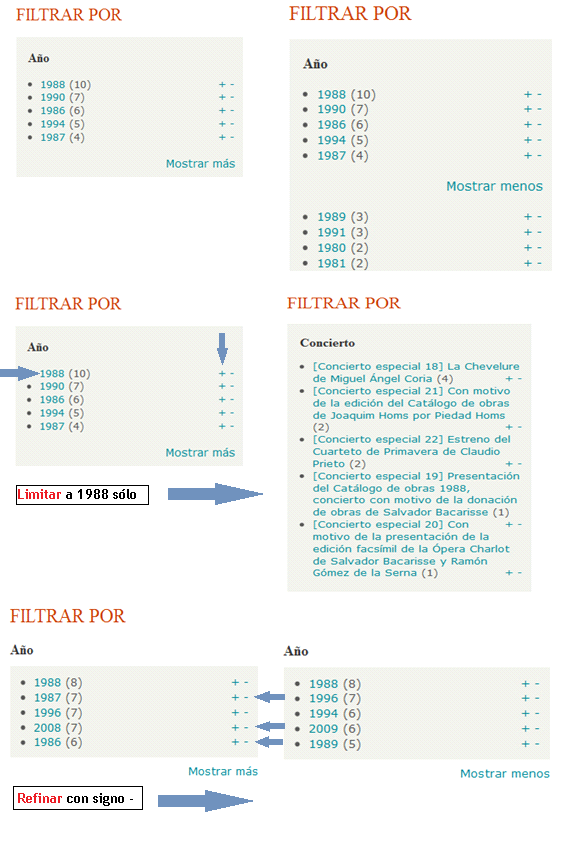 FILTRAR POR
Año
1988 (10) + -
1990 (7) + -
1986 (6) + -
1994 (5) + -
1987 (4) + -
Mostrar más
FILTRAR POR
Año
1988 (10) + -
1990 (7) + -
1986 (6) + -
1994 (5) + -
1987 (4) + -
Mostrar menos
1989 (3) + -
1991 (3) + -
1980 (2) + -
1981 (2) + -
FILTRAR POR
Año
1988 (10) + -
1990 (7) + -
1986 (6) + -
1994 (5) + -
1987 (4) + -
Mostrar más
Limitar a 1988 sólo
FILTRAR POR
Concierto
[Concierto especial 18] La Chevelure
de Miguel Ángel Coria (4) + -
[Concierto especial 21] Con motivo
de la edición del Catálogo de obras
de Joaquim Homs por Piedad Homs
(2) + -
[Concierto especial 22] Estreno del
Cuarteto de Primavera de Claudio
Prieto (2) + -
[Concierto especial 19] Presentación
del Catálogo de obras 1988,
concierto con motivo de la donación
de obras de Salvador Bacarisse (1)
[Concierto especial 20] Con + -
motivo de la presentación de la
edición facsímil de la Ópera Charlot
de Salvador Bacarisse y Ramón
Gómez de la Serna (1) + -
FILTRAR POR
Año
1988 (8) + -
1987 (7) + -
1996 (7) + -
2008 (7) + -
1986 (6) + -
Mostrar más
Refinar con signo -
Año
1988 (8) + -
1996 (7) + -
1994 (6) + -
2009 (6) + -
1989 (5) + -
Mostrar menos